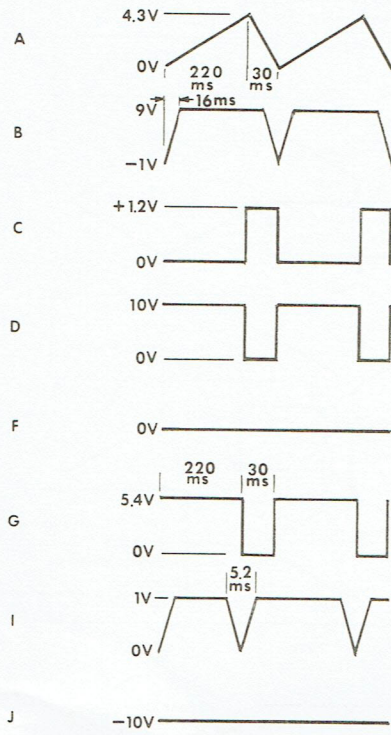 4.3V
A
0V
220 ms
30 ms
16ms
9V
B
−1V
+1.2V
C
0V
10V
D
0V
F
0V
220 ms
30 ms
5.4V
G
0V
5.2 ms
1V
I
0V
J
−10V